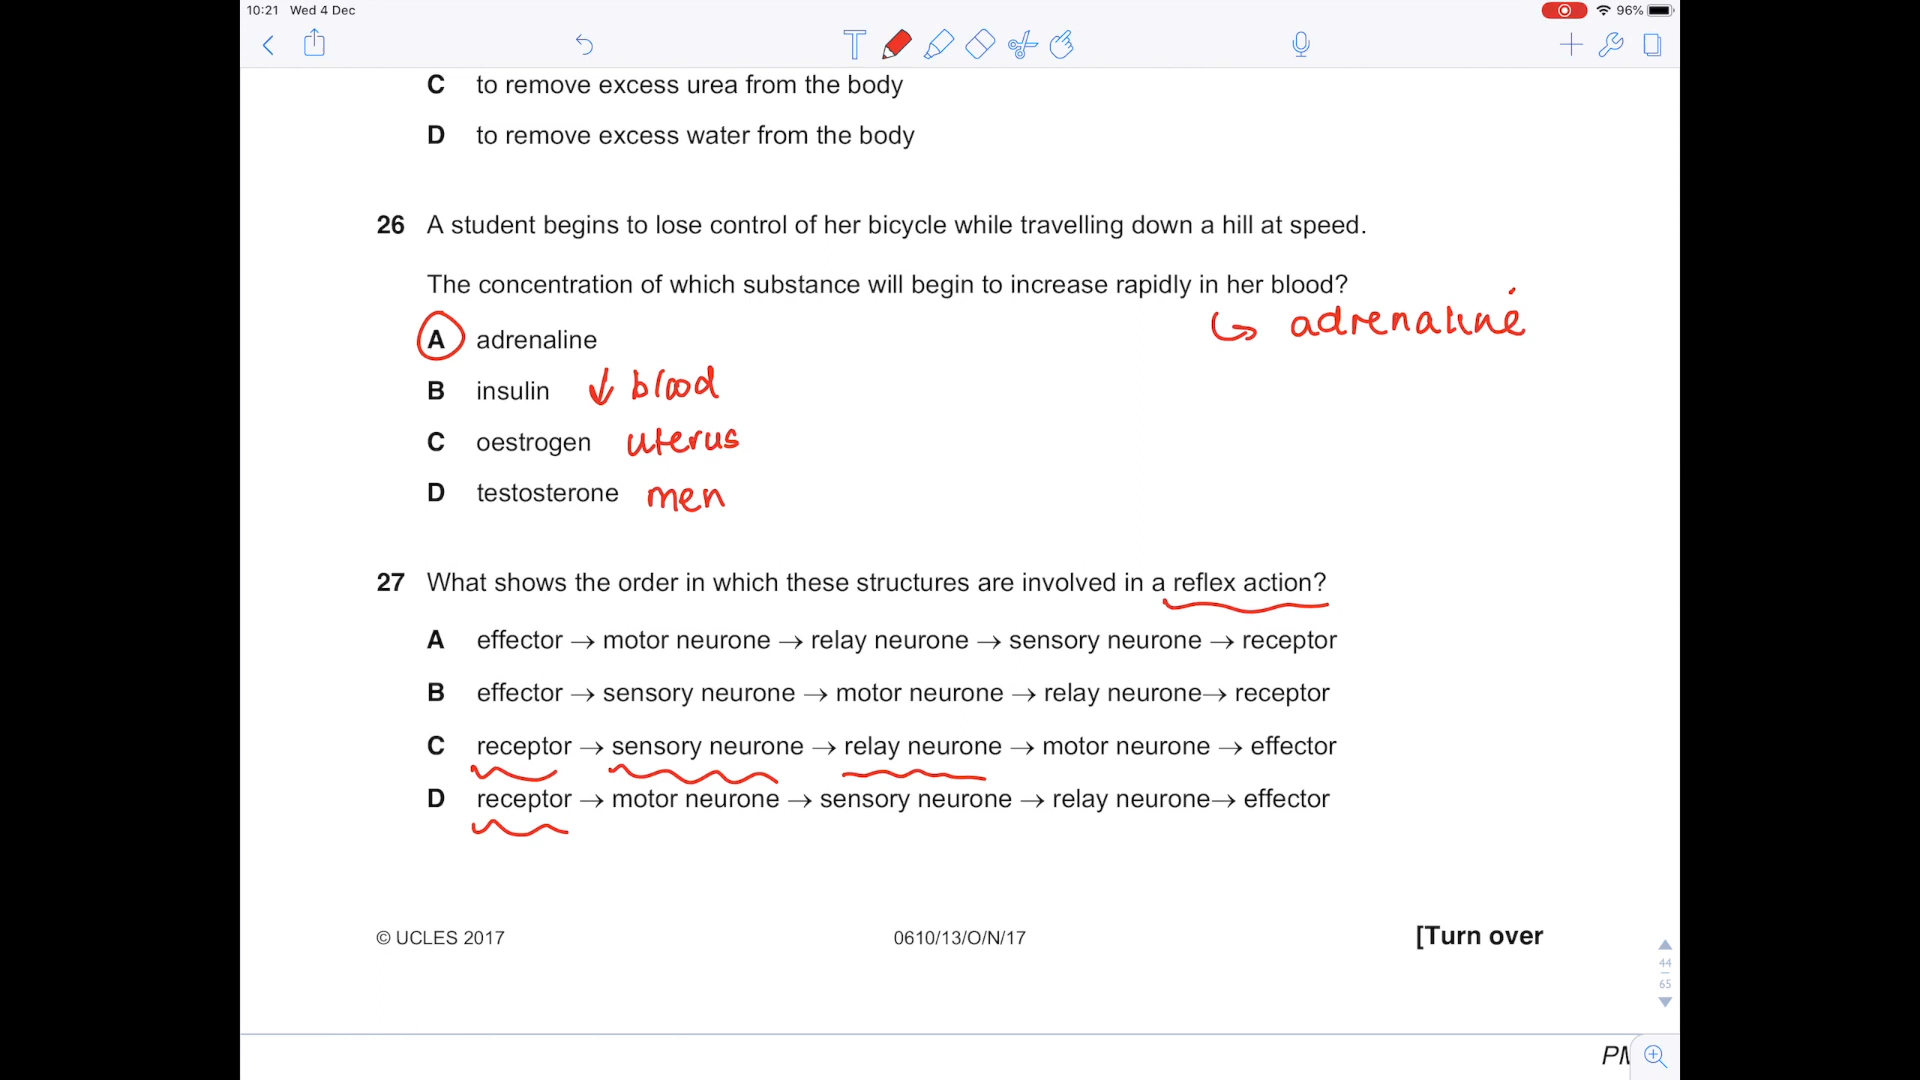 10:21 Wed 4 Dec
96%
T
C to remove excess urea from the body
D to remove excess water from the body
26 A student begins to lose control of her bicycle while travelling down a hill at speed.
The concentration of which substance will begin to increase rapidly in her blood?
↳ adrenaline
A adrenaline
B insulin ↓ blood
C oestrogen uterus
D testosterone men
27 What shows the order in which these structures are involved in a reflex action?
A effector → motor neurone → relay neurone → sensory neurone → receptor
B effector → sensory neurone → motor neurone → relay neurone→ receptor
C receptor → sensory neurone → relay neurone → motor neurone → effector
D receptor → motor neurone → sensory neurone → relay neurone→ effector
© UCLES 2017 0610/13/O/N/17 [Turn over
44
65